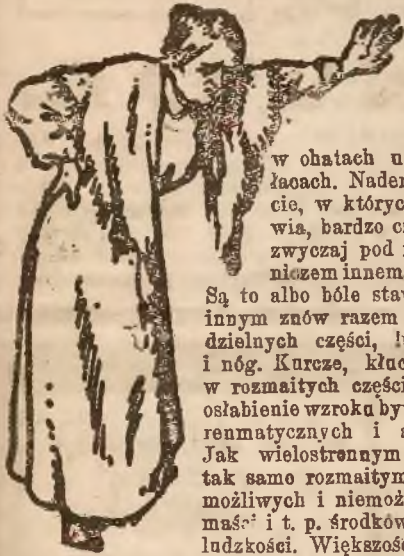 w chatach u
łacach. Nader
cie, w których
wia, bardzo c
zwyczaj pod
niczem innem,
Są to albo bóle staw
innym znów razem
dzielnych części,
i nóg. Kurcze, kłuc
w rozmaitych części
osłabienie wzroku by
reumatycznych i a
Jak wielostronnym
tak samo rozmaitym
możliwych i niemoż
maści i t. p. środków
ludzkości. Większość